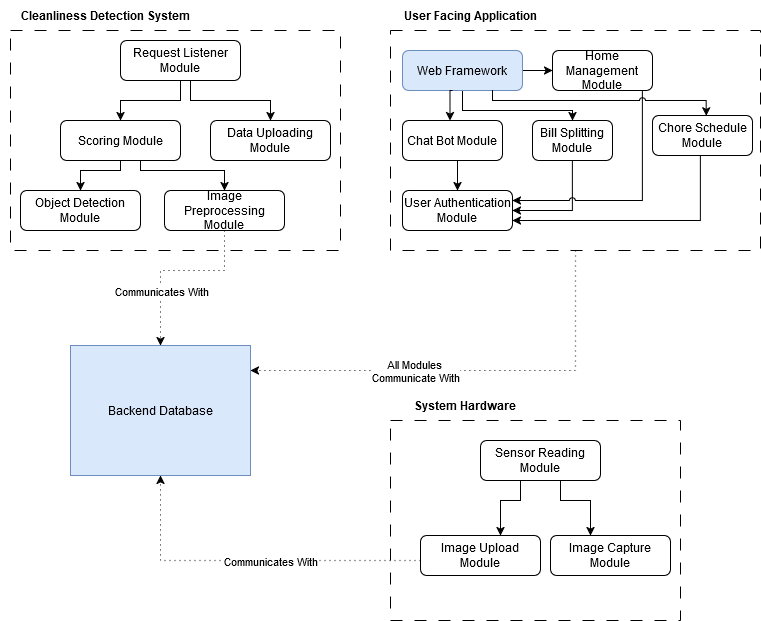 Cleanliness Detection System
Request Listener
Module
Scoring Module
Data Uploading
Module
Object Detection
Module
Image
Preprocessing
Module
User Facing Application
Web Framework
Home
Management
Module
Chat Bot Module
Bill Splitting
Module
Chore Schedule
Module
User Authentication
Module
Communicates With
All Modules
Communicate With
Backend Database
System Hardware
Sensor Reading
Module
Image Upload
Module
Image Capture
Module
Communicates With